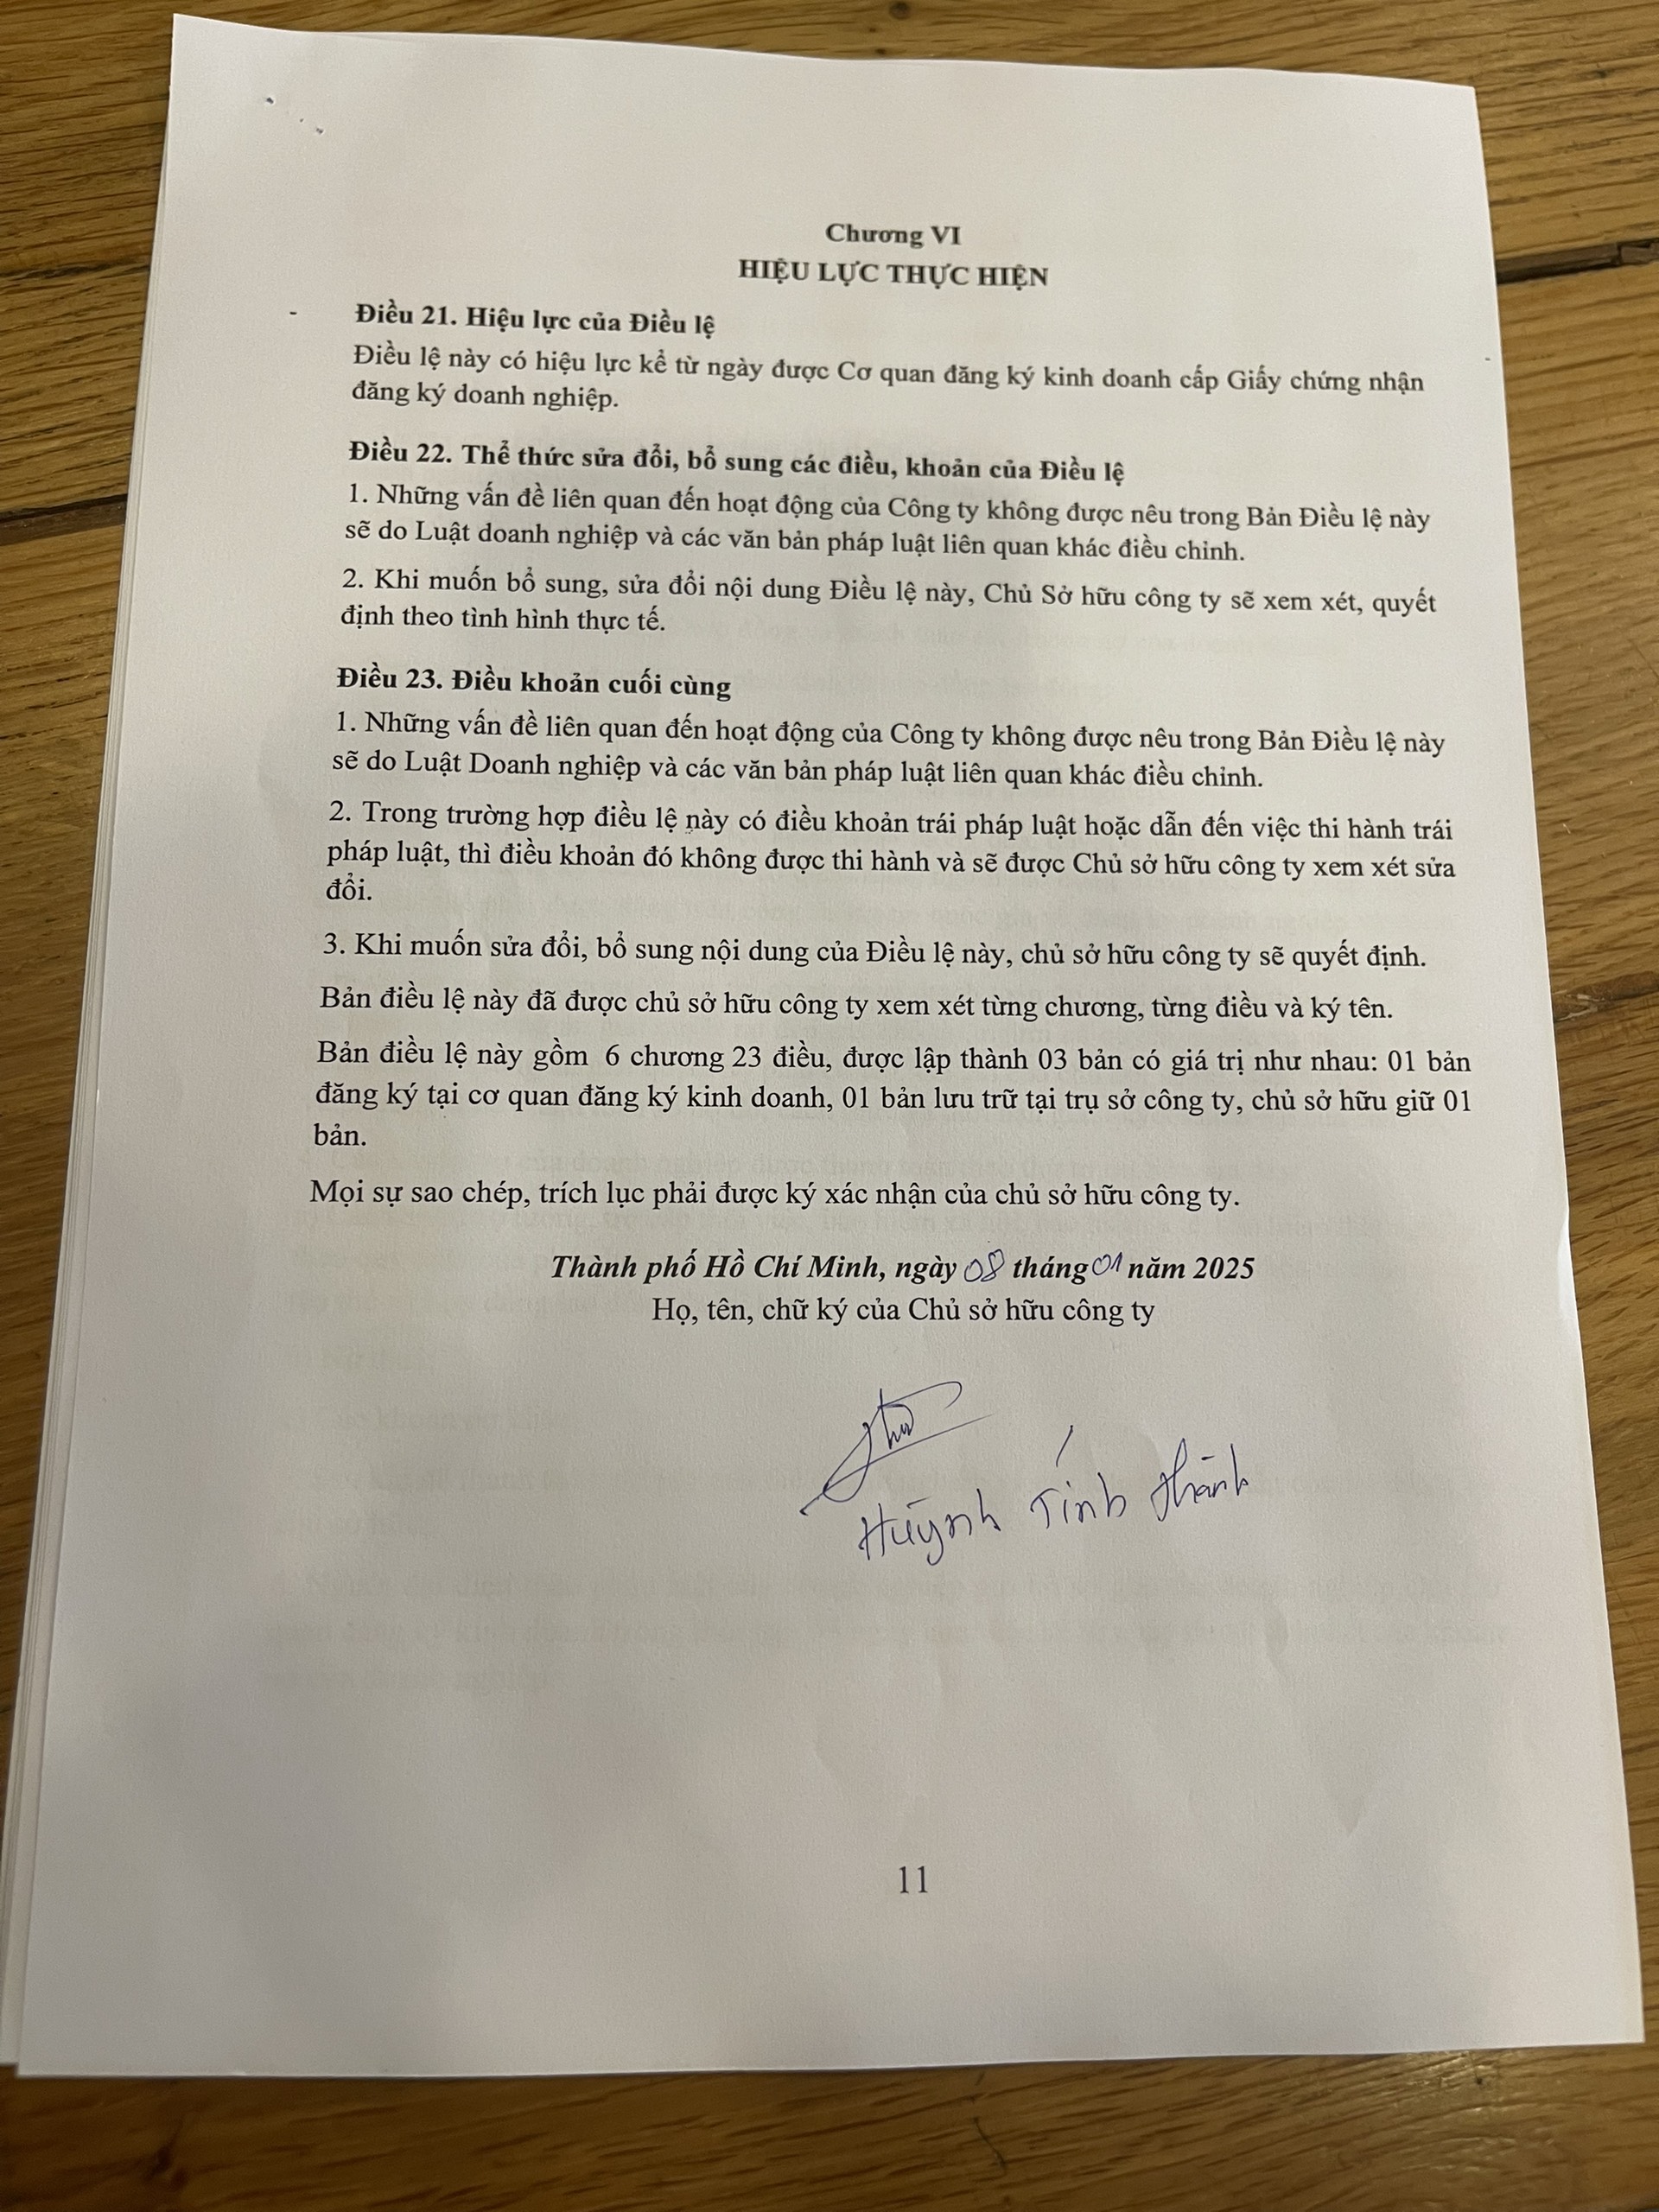 Chương VI
HIỆU LỰC THỰC HIỆN
- Điều 21. Hiệu lực của Điều lệ
Điều lệ này có hiệu lực kể từ ngày được Cơ quan đăng ký kinh doanh cấp Giấy chứng nhận
đăng ký doanh nghiệp.
Điều 22. Thể thức sửa đổi, bổ sung các điều, khoản của Điều lệ
1. Những vấn đề liên quan đến hoạt động của Công ty không được nêu trong Bản Điều lệ này
sẽ do Luật doanh nghiệp và các văn bản pháp luật liên quan khác điều chỉnh.
2. Khi muốn bổ sung, sửa đổi nội dung Điều lệ này, Chủ Sở hữu công ty sẽ xem xét, quyết
định theo tình hình thực tế.
Điều 23. Điều khoản cuối cùng
1. Những vấn đề liên quan đến hoạt động của Công ty không được nêu trong Bản Điều lệ này
sẽ do Luật Doanh nghiệp và các văn bản pháp luật liên quan khác điều chỉnh.
2. Trong trường hợp điều lệ này có điều khoản trái pháp luật hoặc dẫn đến việc thi hành trái
pháp luật, thì điều khoản đó không được thi hành và sẽ được Chủ sở hữu công ty xem xét sửa
đổi.
3. Khi muốn sửa đổi, bổ sung nội dung của Điều lệ này, chủ sở hữu công ty sẽ quyết định.
Bản điều lệ này đã được chủ sở hữu công ty xem xét từng chương, từng điều và ký tên.
Bản điều lệ này gồm 6 chương 23 điều, được lập thành 03 bản có giá trị như nhau: 01 bản
đăng ký tại cơ quan đăng ký kinh doanh, 01 bản lưu trữ tại trụ sở công ty, chủ sở hữu giữ 01
bản.
Mọi sự sao chép, trích lục phải được ký xác nhận của chủ sở hữu công ty.
Thành phố Hồ Chí Minh, ngày 08 tháng 01 năm 2025
Họ, tên, chữ ký của Chủ sở hữu công ty
Huỳnh Tính Thành
11